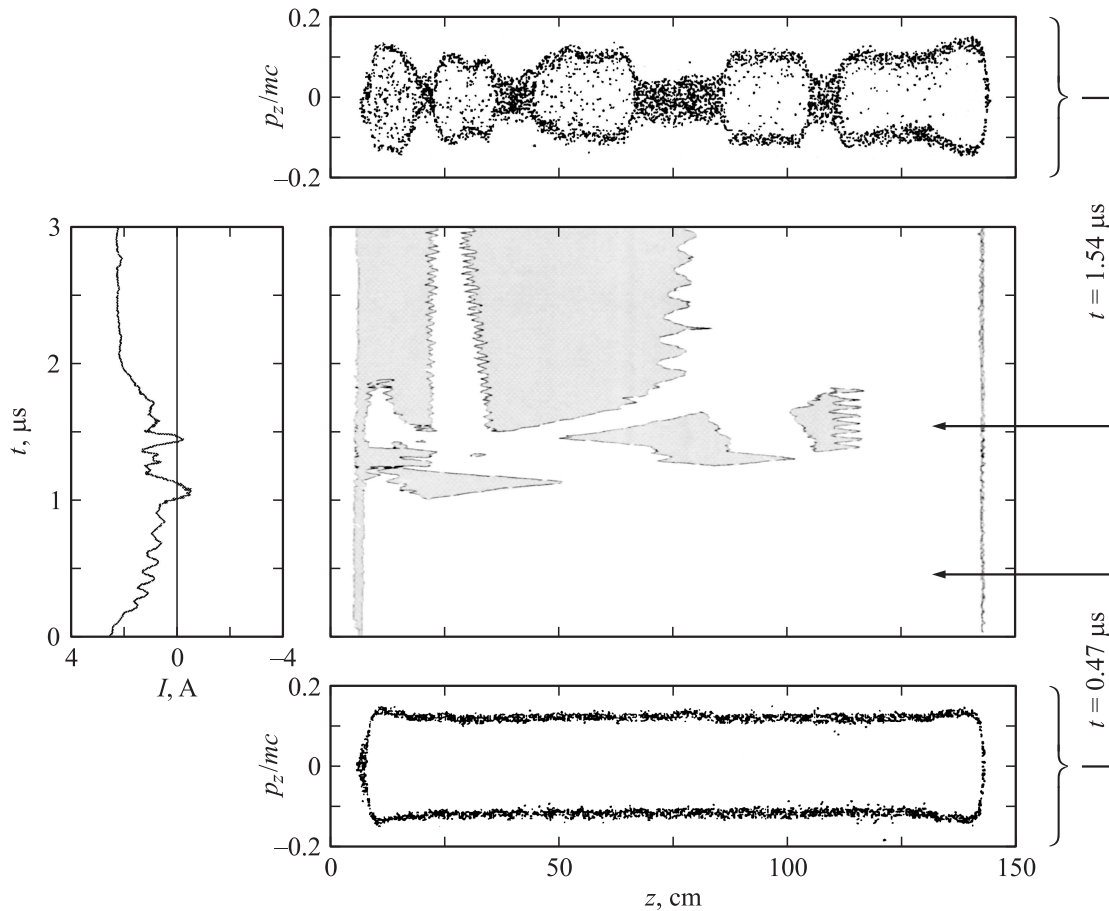 0.2
p_z/mc
0
–0.2
3
2
t, μs
1
0
4
0
–4
I, A
t = 1.54 μs
t = 0.47 μs
0.2
p_z/mc
0
–0.2
0
50
100
150
z, cm